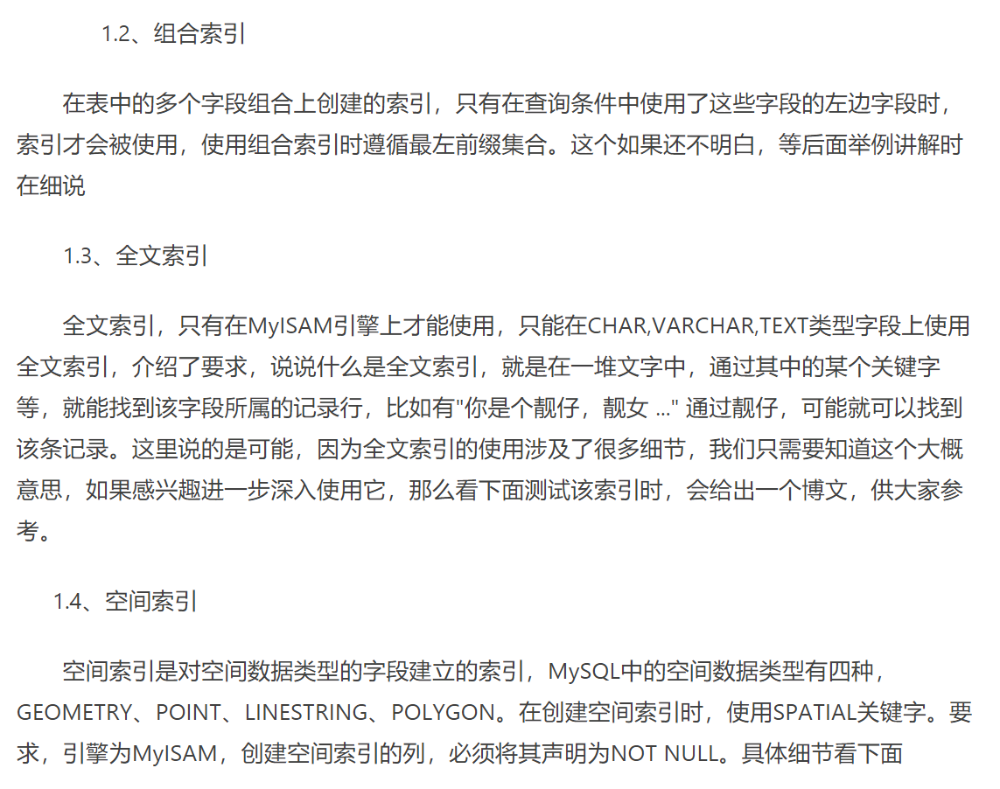 1.2、组合索引
在表中的多个字段组合上创建的索引，只有在查询条件中使用了这些字段的左边字段时，
索引才会被使用，使用组合索引时遵循最左前缀集合。这个如果还不明白，等后面举例讲解时
在细说
1.3、全文索引
全文索引，只有在MyISAM引擎上才能使用，只能在CHAR,VARCHAR,TEXT类型字段上使用
全文索引，介绍了要求，说说什么是全文索引，就是在一堆文字中，通过其中的某个关键字
等，就能找到该字段所属的记录行，比如有"你是个靓仔，靓女 ..." 通过靓仔，可能就可以找到
该条记录。这里说的是可能，因为全文索引的使用涉及了很多细节，我们只需要知道这个大概
意思，如果感兴趣进一步深入使用它，那么看下面测试该索引时，会给出一个博文，供大家参
考。
1.4、空间索引
空间索引是对空间数据类型的字段建立的索引，MySQL中的空间数据类型有四种，
GEOMETRY、POINT、LINESTRING、POLYGON。在创建空间索引时，使用SPATIAL关键字。要
求，引擎为MyISAM，创建空间索引的列，必须将其声明为NOT NULL。具体细节看下面